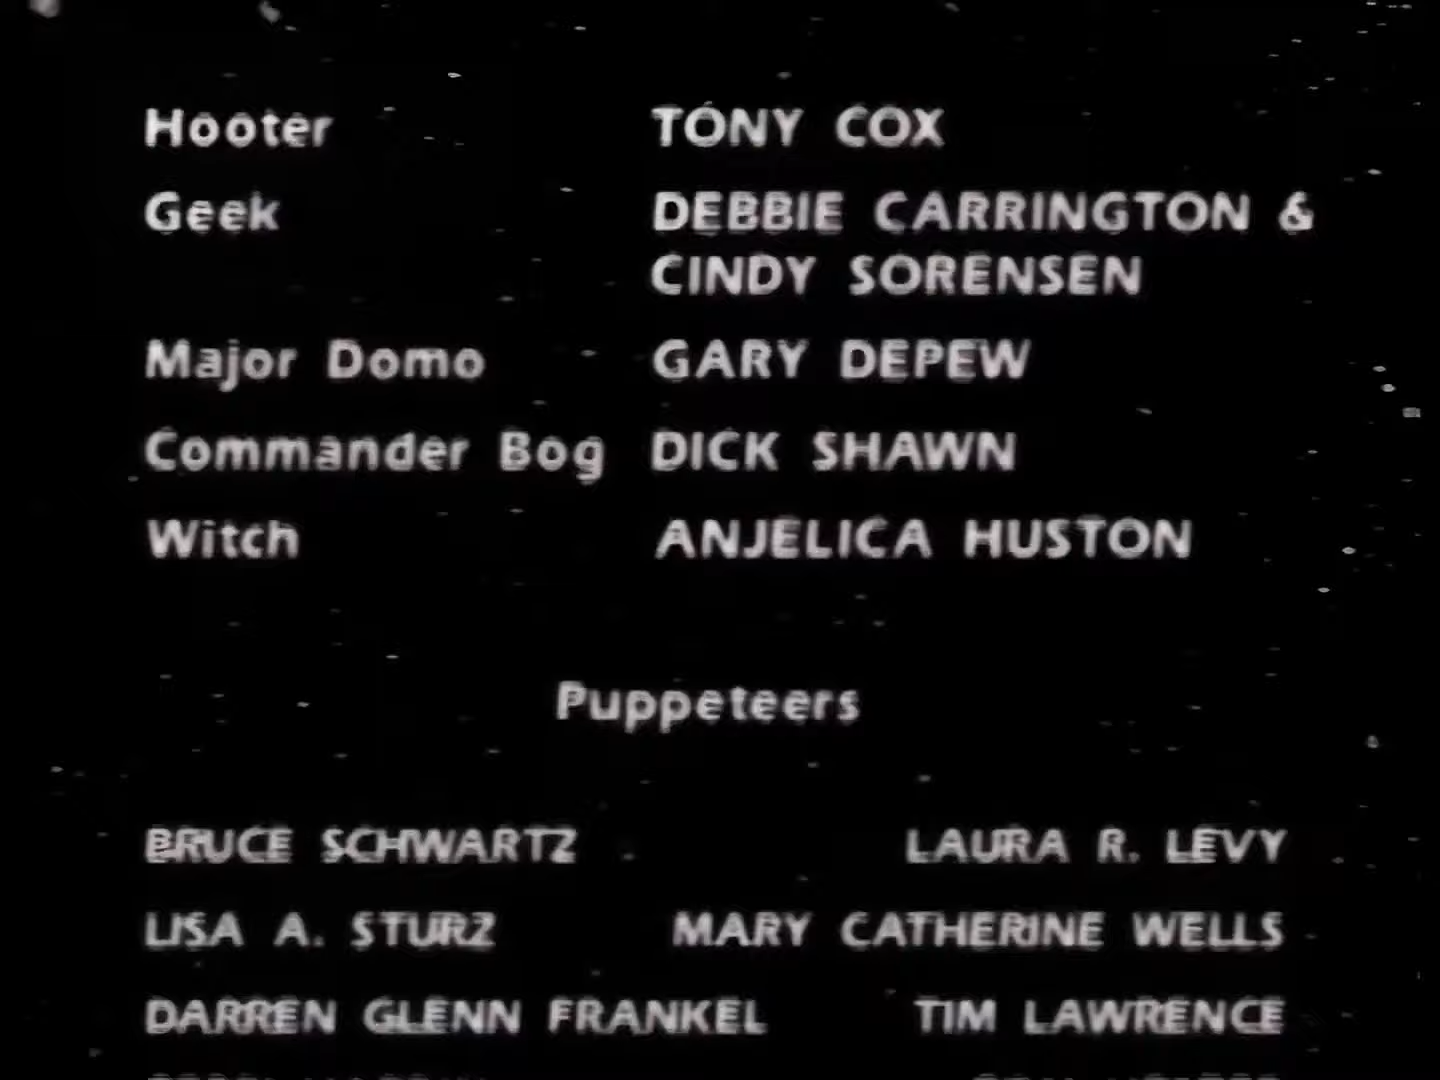 Hooter TONY COX
Geek DEBBIE CARRINGTON &
CINDY SORENSEN
Major Domo GARY DEPEW
Commander Bog DICK SHAWN
Witch ANJELICA HUSTON
Puppeteers
BRUCE SCHWARTZ LAURA R. LEVY
LISA A. STURZ MARY CATHERINE WELLS
DARREN GLENN FRANKEL TIM LAWRENCE